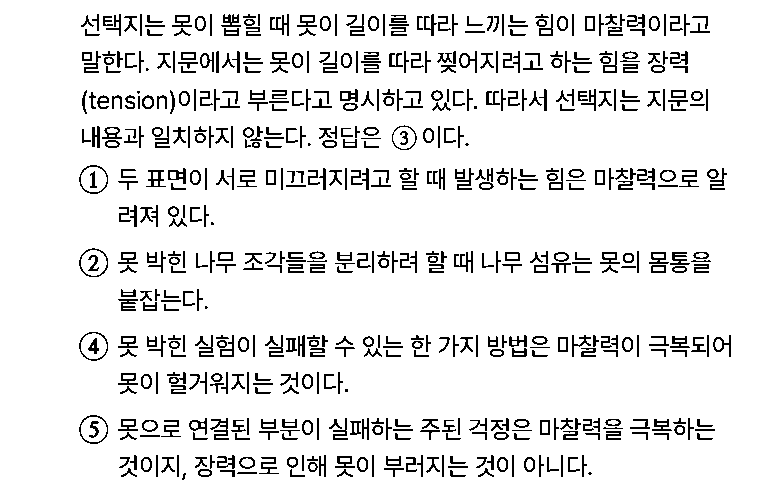 선택지는 못이 뽑힐 때 못이 길이를 따라 느끼는 힘이 마찰력이라고
말한다. 지문에서는 못이 길이를 따라 찢어지려고 하는 힘을 장력
(tension)이라고 부른다고 명시하고 있다. 따라서 선택지는 지문의
내용과 일치하지 않는다. 정답은 ③이다.
① 두 표면이 서로 미끄러지려고 할 때 발생하는 힘은 마찰력으로 알
려져 있다.
② 못 박힌 나무 조각들을 분리하려 할 때 나무 섬유는 못의 몸통을
붙잡는다.
④ 못 박힌 실험이 실패할 수 있는 한 가지 방법은 마찰력이 극복되어
못이 헐거워지는 것이다.
⑤ 못으로 연결된 부분이 실패하는 주된 걱정은 마찰력을 극복하는
것이지, 장력으로 인해 못이 부러지는 것이 아니다.